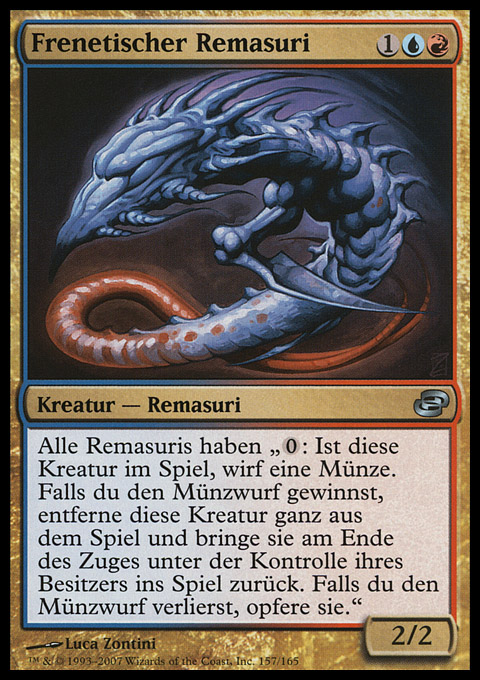 Frenetischer Remasuri 1
Kreatur — Remasuri
Alle Remasuris haben „0: Ist diese
Kreatur im Spiel, wirf eine Münze.
Falls du den Münzwurf gewinnst,
entferne diese Kreatur ganz aus
dem Spiel und bringe sie am Ende
des Zuges unter der Kontrolle ihres
Besitzers ins Spiel zurück. Falls du den
Münzwurf verlierst, opfere sie.“
2/2
Luca Zontini
™ & © 1993–2007 Wizards of the Coast, Inc. 157/165